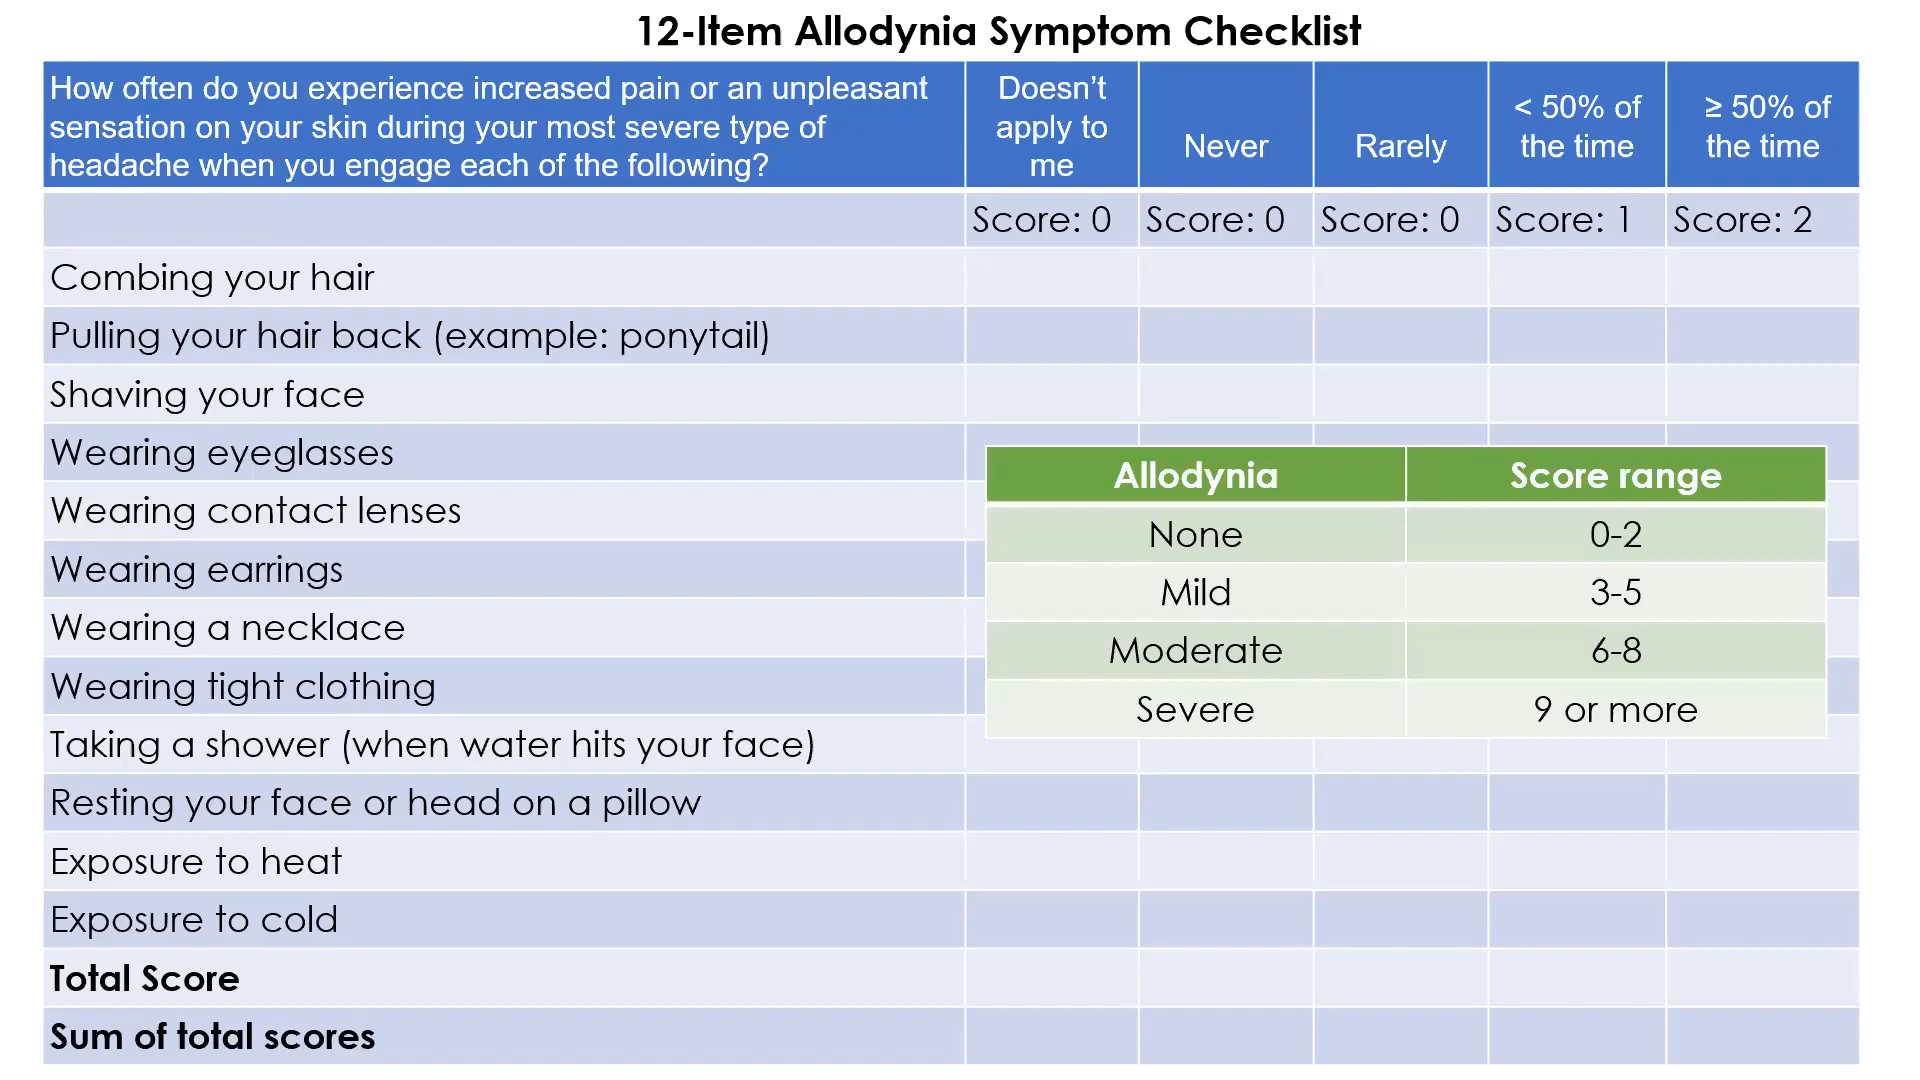 12-Item Allodynia Symptom Checklist
How often do you experience increased pain or an unpleasant
sensation on your skin during your most severe type of
headache when you engage each of the following?
Doesn’t
apply to
me
Never
Rarely
< 50% of
the time
≥ 50% of
the time
Score: 0
Score: 0
Score: 0
Score: 1
Score: 2
Combing your hair
Pulling your hair back (example: ponytail)
Shaving your face
Wearing eyeglasses
Wearing contact lenses
Wearing earrings
Wearing a necklace
Wearing tight clothing
Taking a shower (when water hits your face)
Resting your face or head on a pillow
Exposure to heat
Exposure to cold
Total Score
Sum of total scores
Allodynia
Score range
None
0-2
Mild
3-5
Moderate
6-8
Severe
9 or more